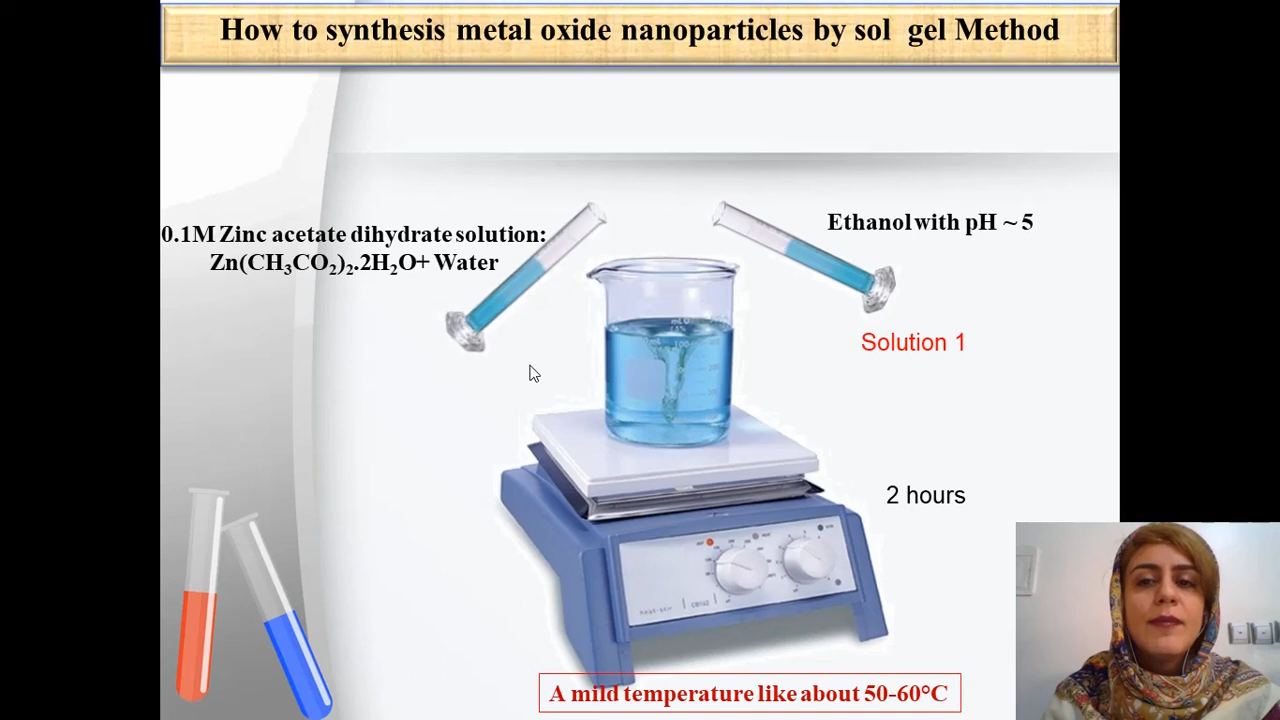 How to synthesis metal oxide nanoparticles by sol gel Method
0.1M Zinc acetate dihydrate solution:
Zn(CH₃CO₂)₂.2H₂O+ Water
Ethanol with pH ~ 5
Solution 1
2 hours
A mild temperature like about 50-60°C